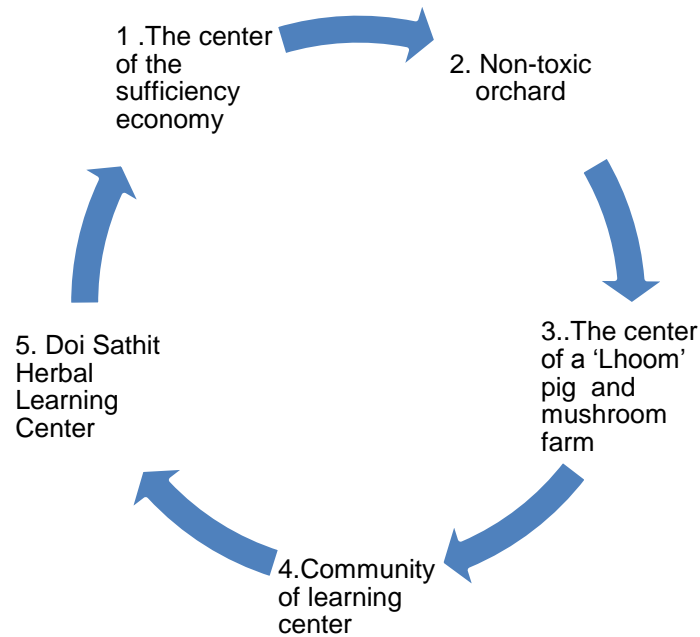 1 .The center
of the
sufficiency
economy
2. Non-toxic
orchard
3..The center
of a ‘Lhoom’
pig and
mushroom
farm
4.Community
of learning
center
5. Doi Sathit
Herbal
Learning
Center